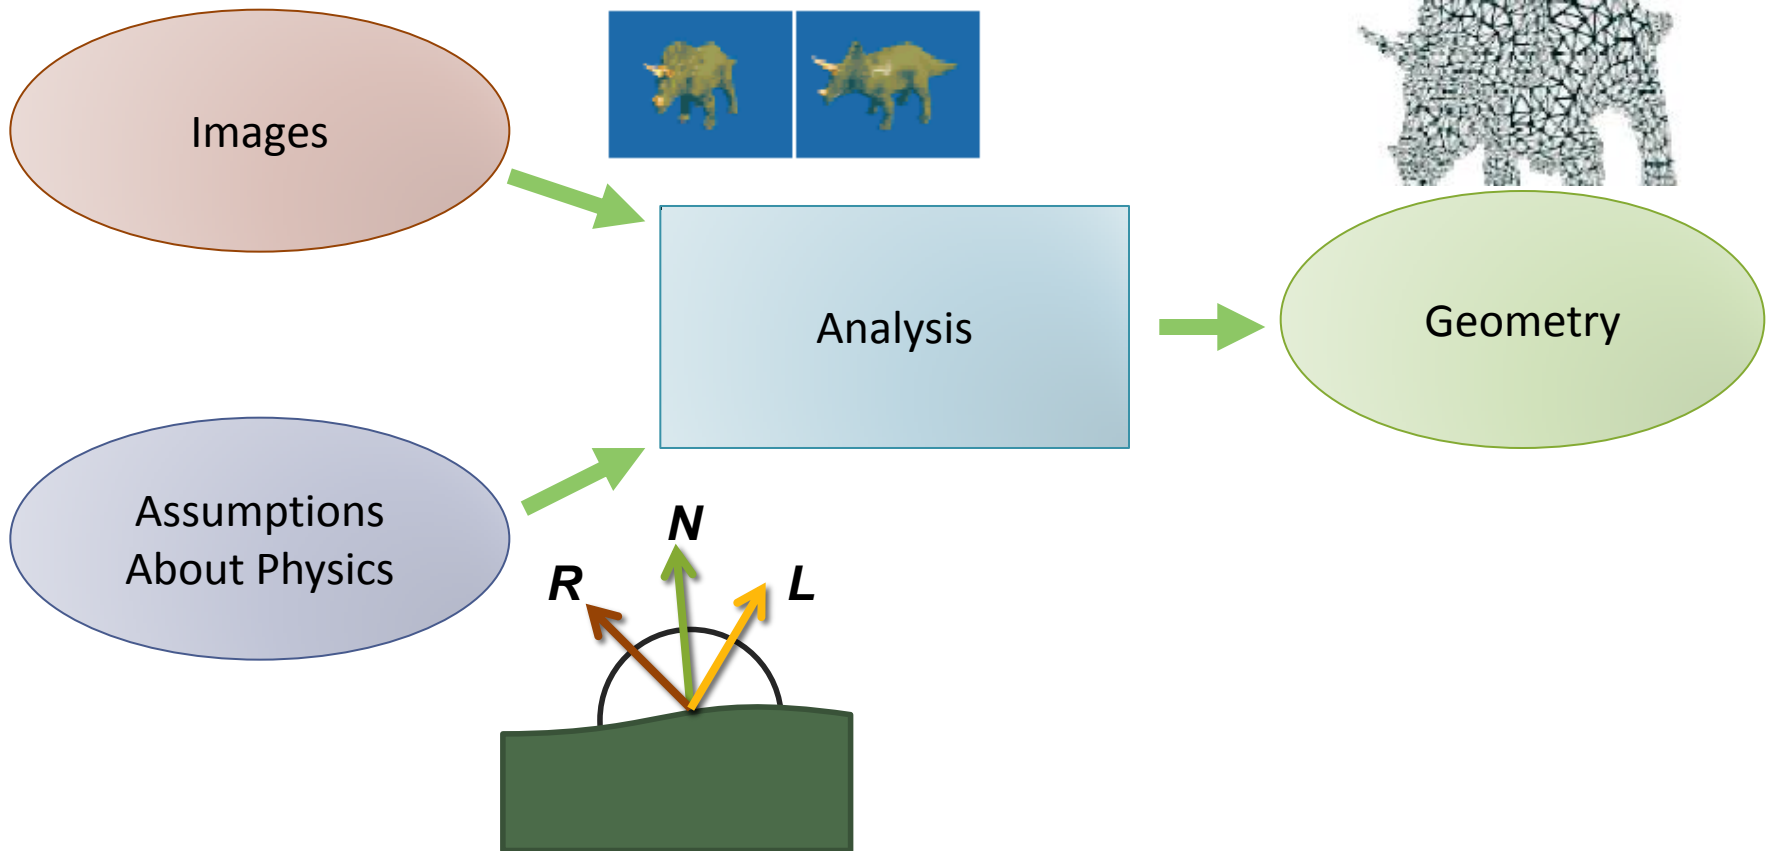 Images
Analysis
Geometry
Assumptions
About Physics
N
R
L